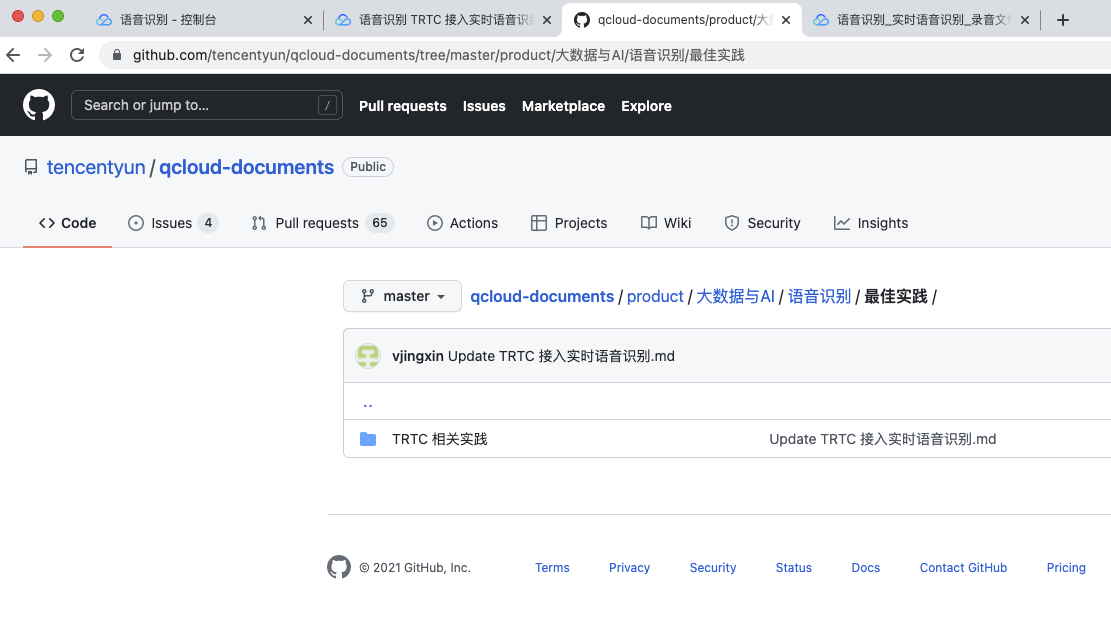 语音识别 - 控制台
语音识别 TRTC 接入实时语音识
qcloud-documents/product/大
语音识别_实时语音识别_录音文
github.com/tencentyun/qcloud-documents/tree/master/product/大数据与AI/语音识别/最佳实践
Search or jump to... /
Pull requests Issues Marketplace Explore
tencentyun / qcloud-documents Public
Code Issues 4 Pull requests 65 Actions Projects Wiki Security Insights
master qcloud-documents / product / 大数据与AI / 语音识别 / 最佳实践 /
vjingxin Update TRTC 接入实时语音识别.md
..
TRTC 相关实践 Update TRTC 接入实时语音识别.md
© 2021 GitHub, Inc. Terms Privacy Security Status Docs Contact GitHub Pricing